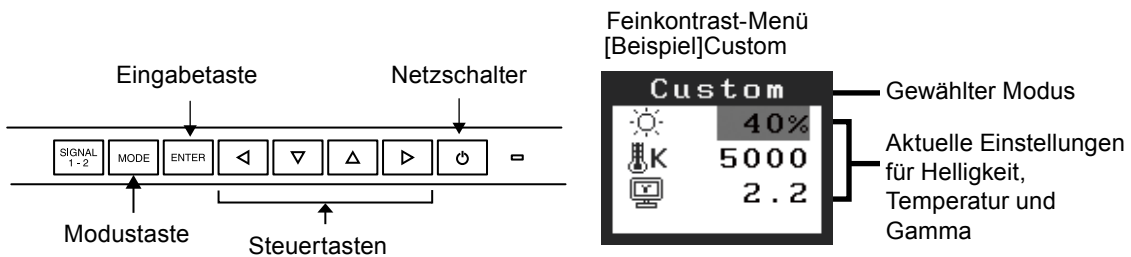 Feinkontrast-Menü
[Beispiel]Custom
Eingabetaste
Netzschalter
SIGNAL
1 - 2
MODE
ENTER
Modustaste
Steuertasten
Custom
40%
K 5000
2.2
Gewählter Modus
Aktuelle Einstellungen
für Helligkeit,
Temperatur und
Gamma